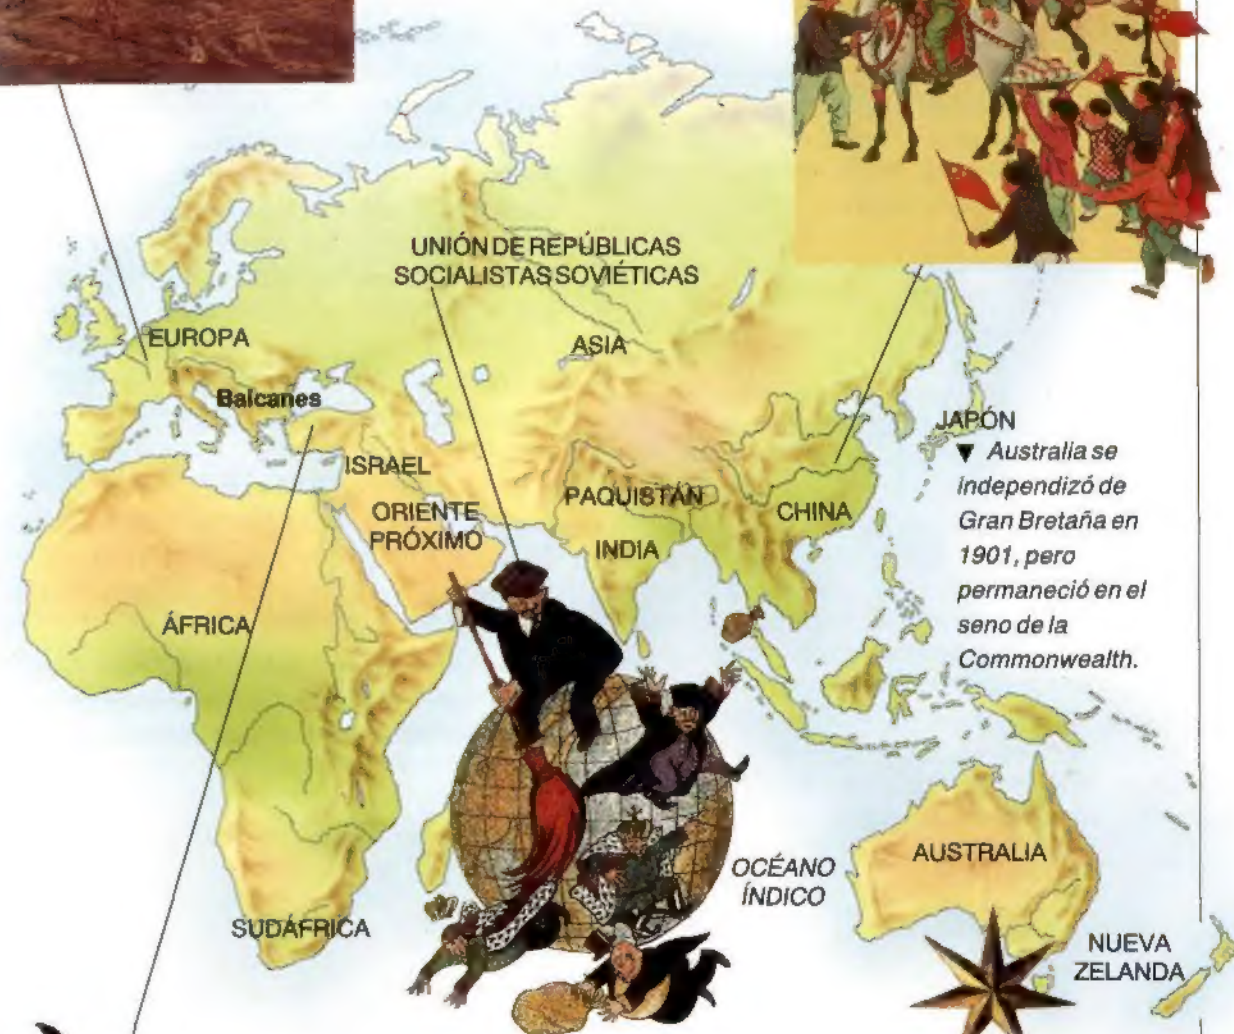 UNIÓN DE REPÚBLICAS
SOCIALISTAS SOVIÉTICAS
EUROPA
ASIA
Balcanes
JAPÓN
▼ Australia se
independizó de
Gran Bretaña en
1901, pero
permaneció en el
seno de la
Commonwealth.
ISRAEL
ORIENTE
PRÓXIMO
PAQUISTÁN
CHINA
INDIA
ÁFRICA
OCÉANO
ÍNDICO
AUSTRALIA
SUDÁFRICA
NUEVA
ZELANDA